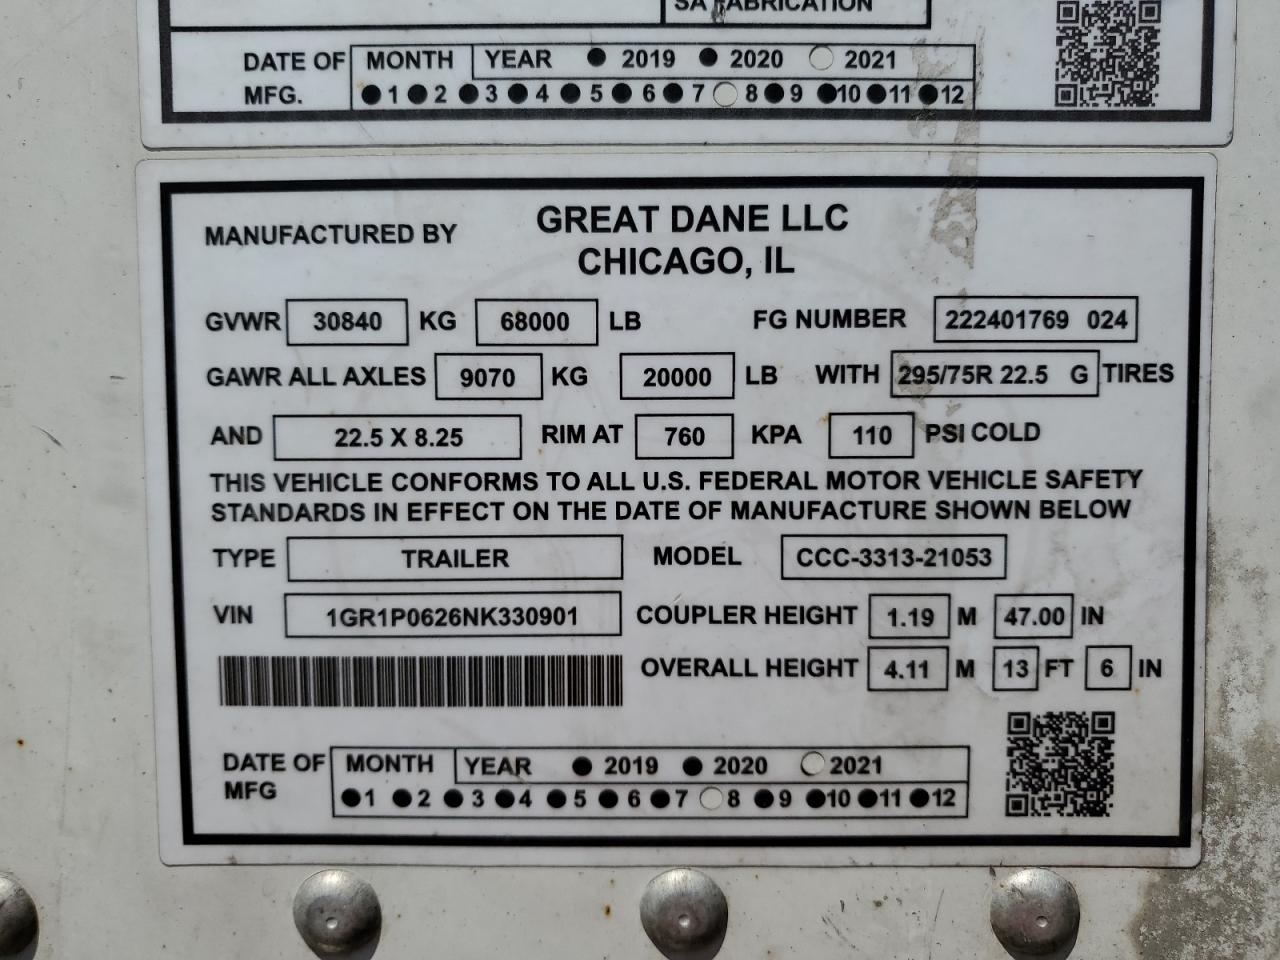 SA FABRICATION
DATE OF MFG. MONTH YEAR 2019 2020 2021
1 2 3 4 5 6 7 8 9 10 11 12
MANUFACTURED BY GREAT DANE LLC
CHICAGO, IL
GVWR 30840 KG 68000 LB FG NUMBER 222401769 024
GAWR ALL AXLES 9070 KG 20000 LB WITH 295/75R 22.5 G TIRES
AND 22.5 X 8.25 RIM AT 760 KPA 110 PSI COLD
THIS VEHICLE CONFORMS TO ALL U.S. FEDERAL MOTOR VEHICLE SAFETY
STANDARDS IN EFFECT ON THE DATE OF MANUFACTURE SHOWN BELOW
TYPE TRAILER MODEL CCC-3313-21053
VIN 1GR1P0626NK330901 COUPLER HEIGHT 1.19 M 47.00 IN
OVERALL HEIGHT 4.11 M 13 FT 6 IN
DATE OF MFG MONTH YEAR 2019 2020 2021
1 2 3 4 5 6 7 8 9 10 11 12